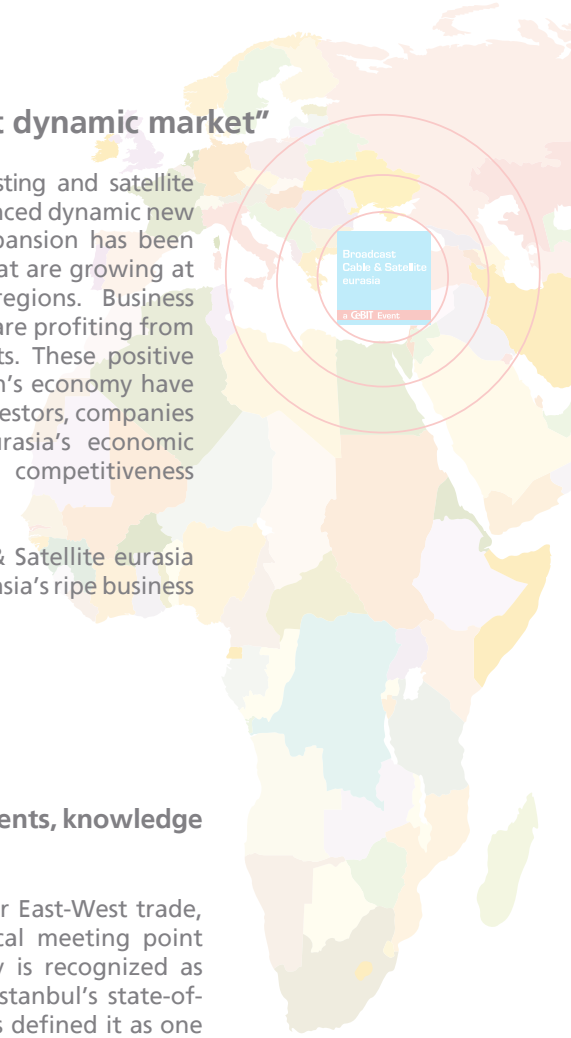 t dynamic market”
sting and satellite
nced dynamic new
pansion has been
at are growing at
regions. Business
are profiting from
ts. These positive
n's economy have
estors, companies
urasia's economic
competitiveness
Broadcast
Cable & Satellite
eurasia
a CeBIT Event
& Satellite eurasia
asia's ripe business
ents, knowledge
r East-West trade,
cal meeting point
y is recognized as
stanbul's state-of-
s defined it as one